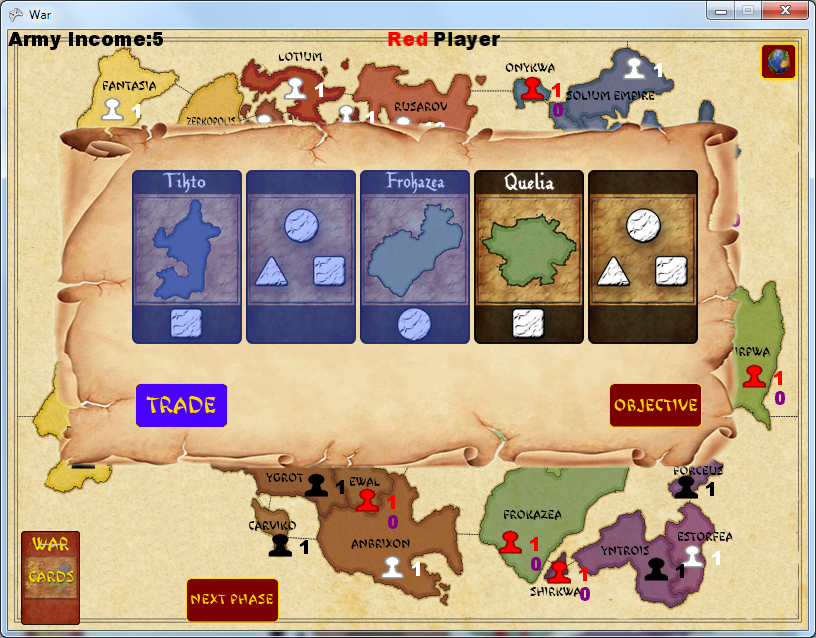 War
Army Income:5
Red Player
LOTIUM
FANTASIA
1
1
ZERKOPOLIS
1
RUSAROV
ONYKWA
1
0
SOLIUM EMPIRE
1
Tikto
Frokazea
Quelia
TRADE
OBJECTIVE
1
0
YGROT
1
EWAL
1
0
CARVIKO
1
ANBRIXON
1
FROKAZEA
1
0
SHIRKWA
1
0
FORCEUS
1
YNTROIS
1
ESTORFEA
1
WAR
CARDS
NEXT PHASE